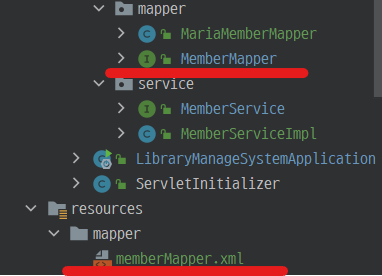 mapper
MariaMemberMapper
MemberMapper
service
MemberService
MemberServiceImpl
LibraryManageSystemApplication
ServletInitializer
resources
mapper
memberMapper.xml